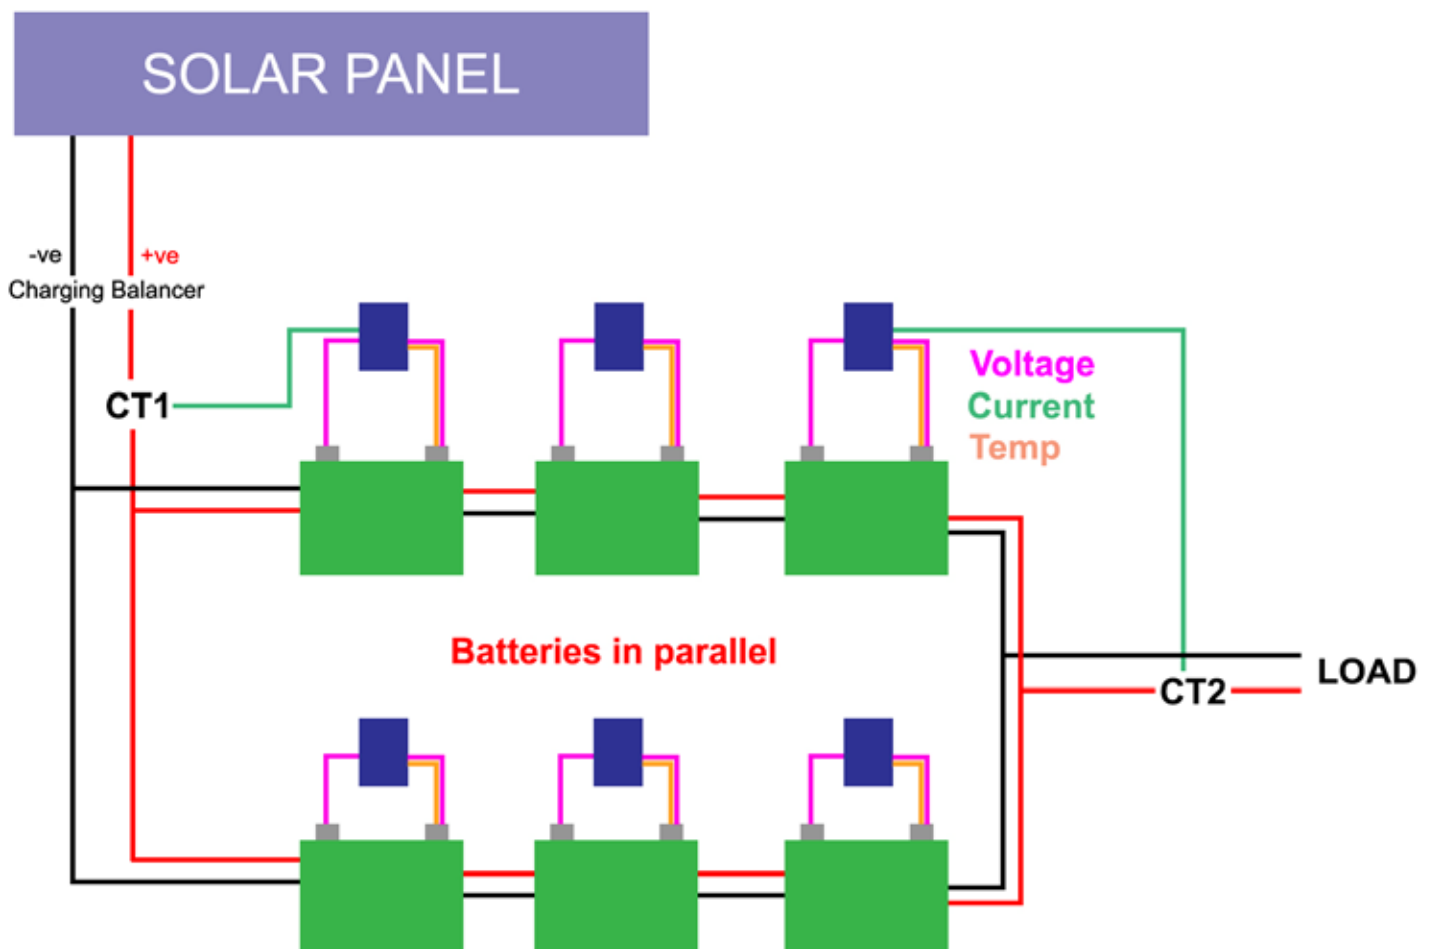 SOLAR PANEL
-ve
+ve
Charging Balancer
CT1
Voltage
Current
Temp
Batteries in parallel
LOAD
CT2